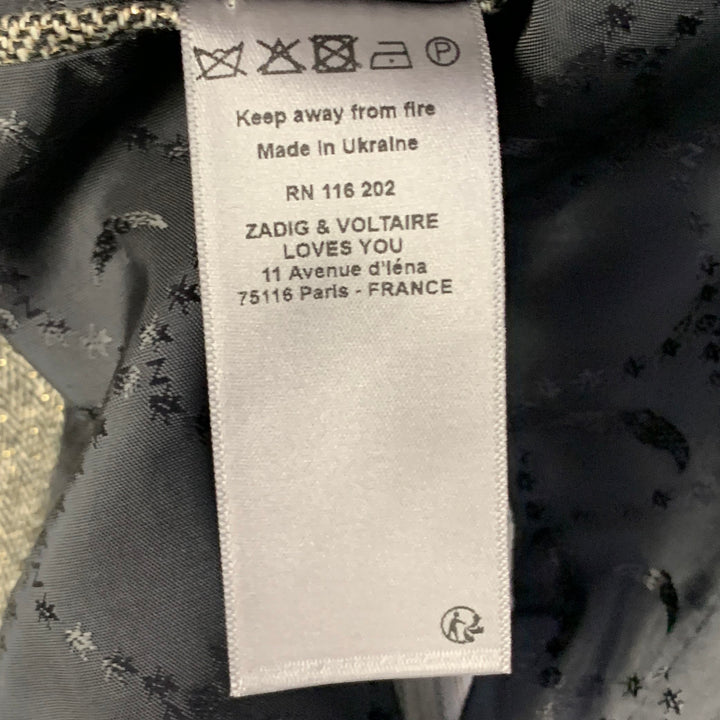 P
Keep away from fire
Made in Ukraine
RN 116 202
ZADIG & VOLTAIRE
LOVES YOU
11 Avenue d'Iéna
75116 Paris - FRANCE